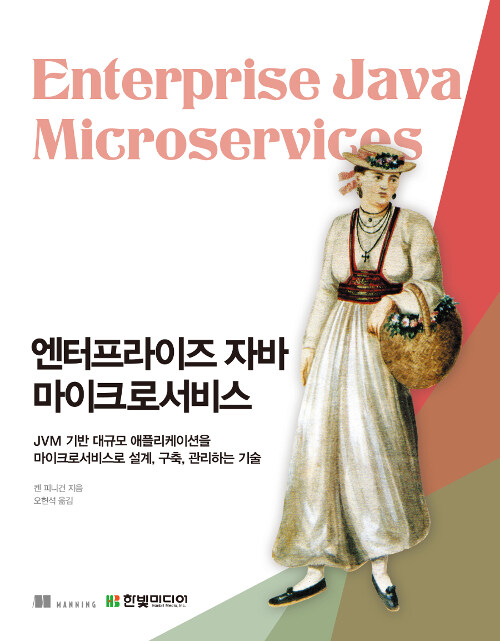 Enterprise Java
Microservices
엔터프라이즈 자바
마이크로서비스
JVM 기반 대규모 애플리케이션을
마이크로서비스로 설계, 구축, 관리하는 기술
켄 피니건 지음
오현석 옮김
MANNING
한빛미디어